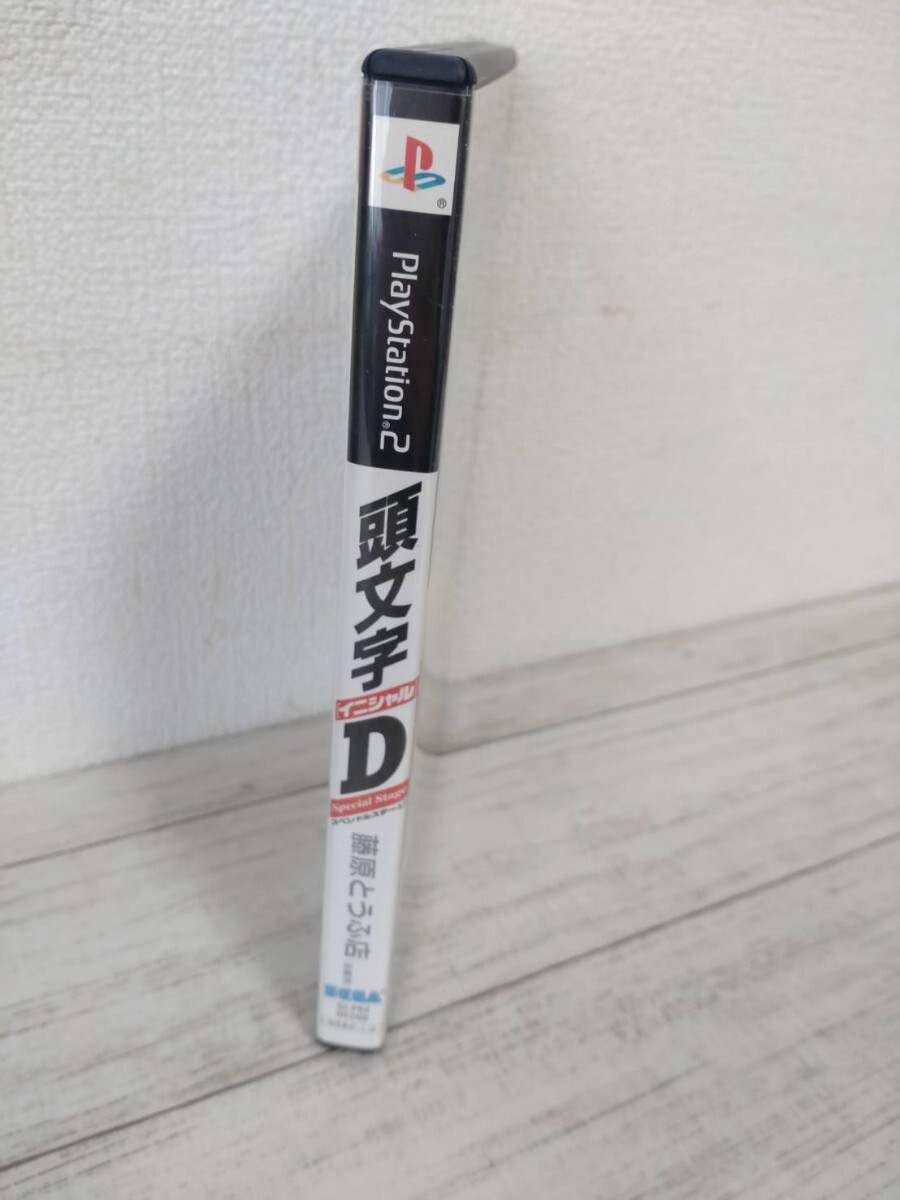 ®
PlayStation®2
頭文字
イニシャル
D
Special Stage
スペシャルステージ
藤原とうふ店
SEGA